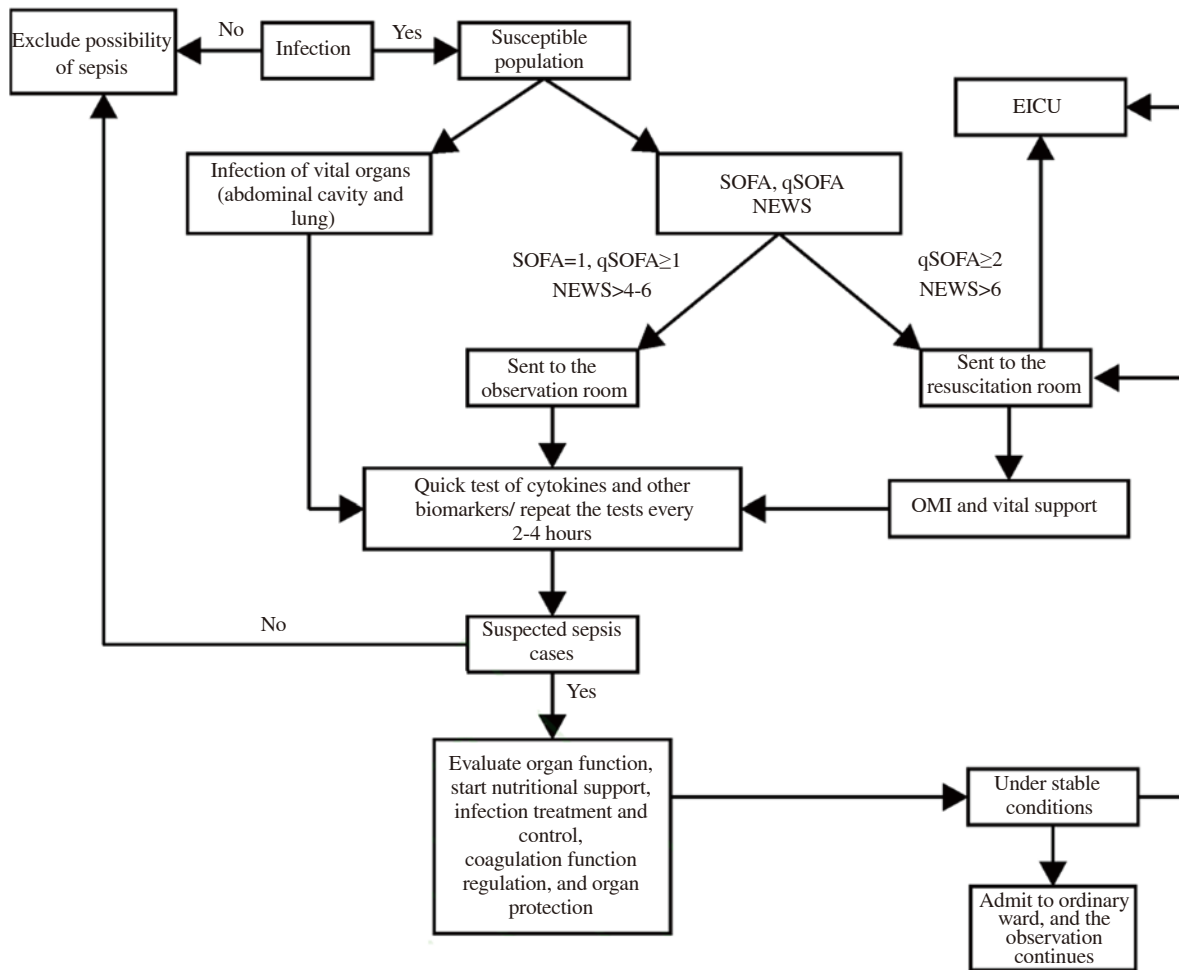 Exclude possibility
of sepsis
No
Infection
Yes
Susceptible
population
EICU
Infection of vital organs
(abdominal cavity and
lung)
SOFA, qSOFA
NEWS
SOFA=1, qSOFA≥1
NEWS>4-6
qSOFA≥2
NEWS>6
Sent to the
observation room
Sent to the
resuscitation room
Quick test of cytokines and other
biomarkers/ repeat the tests every
2-4 hours
OMI and vital support
No
Suspected sepsis
cases
Yes
Evaluate organ function,
start nutritional support,
infection treatment and
control,
coagulation function
regulation, and organ
protection
Under stable
conditions
Admit to ordinary
ward, and the
observation
continues